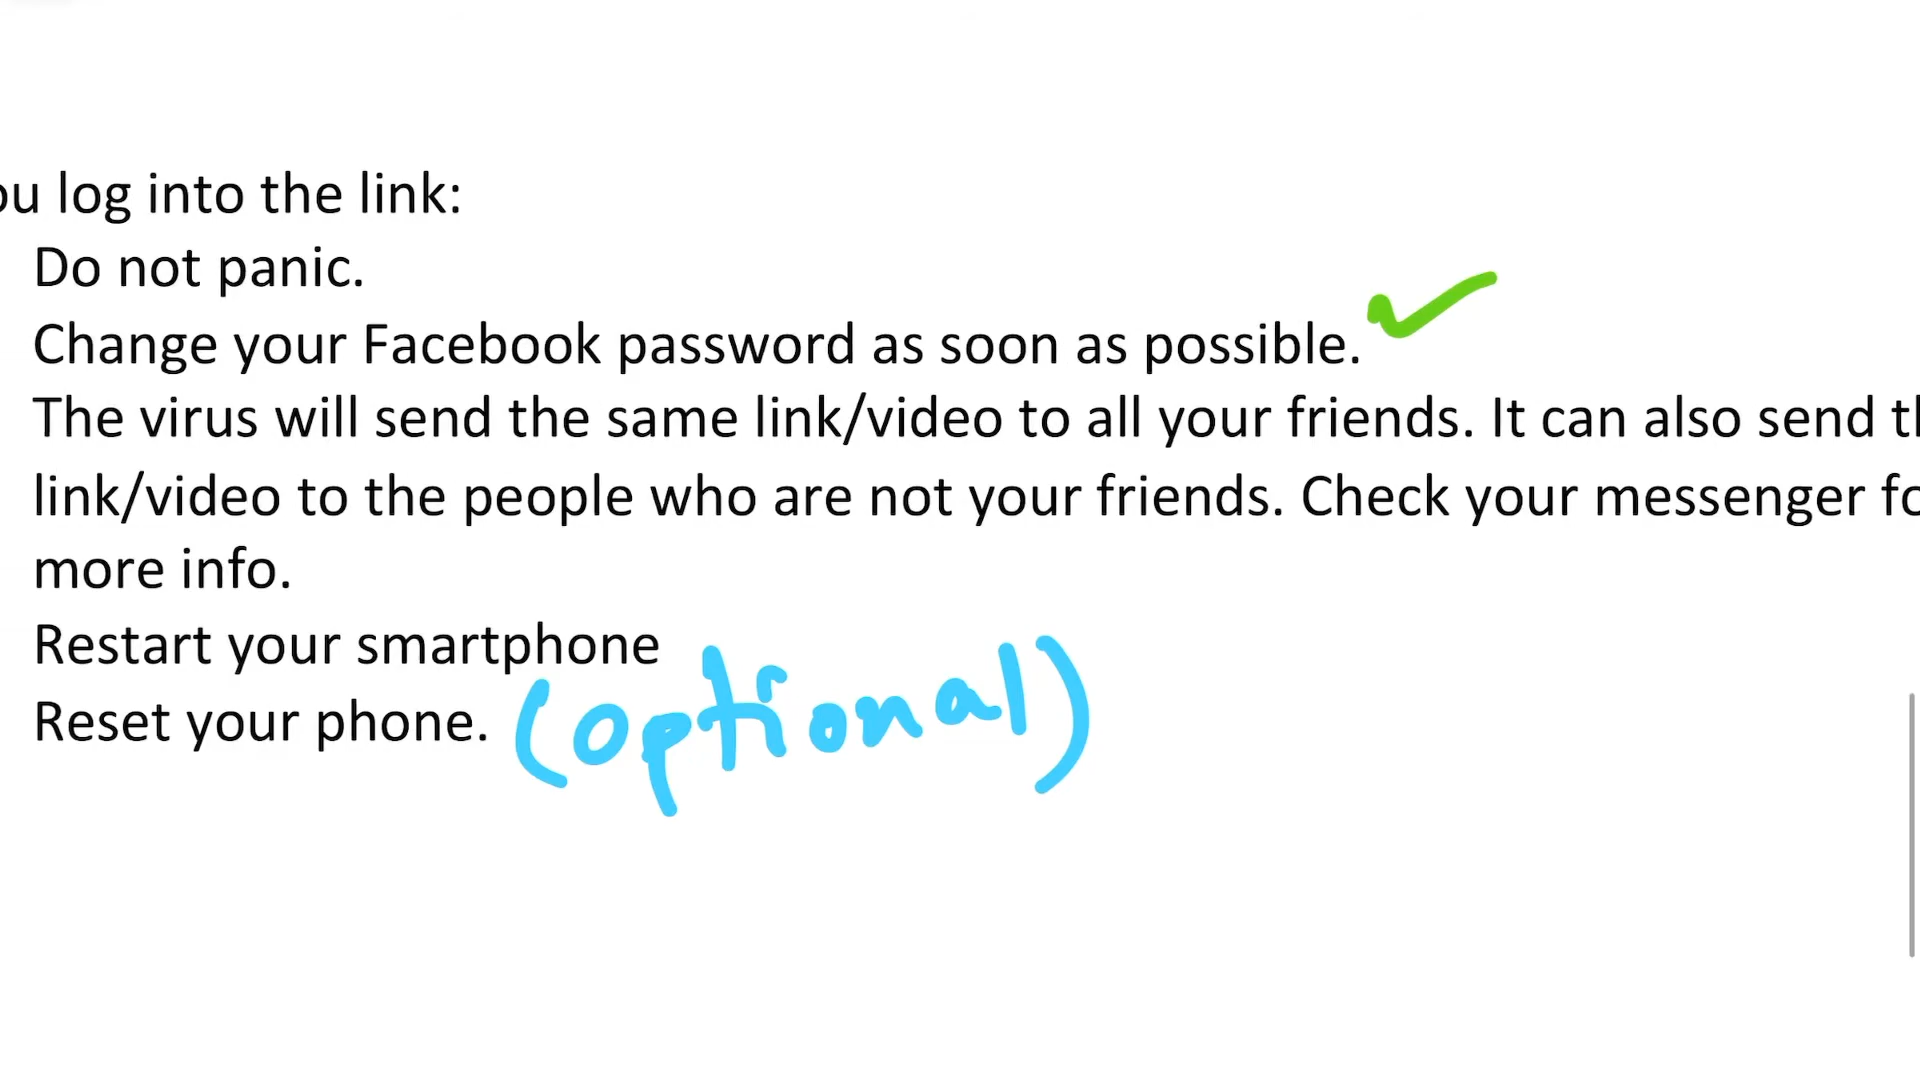 ou log into the link:
Do not panic.
Change your Facebook password as soon as possible.
The virus will send the same link/video to all your friends. It can also send th
link/video to the people who are not your friends. Check your messenger fo
more info.
Restart your smartphone
Reset your phone. (optional)